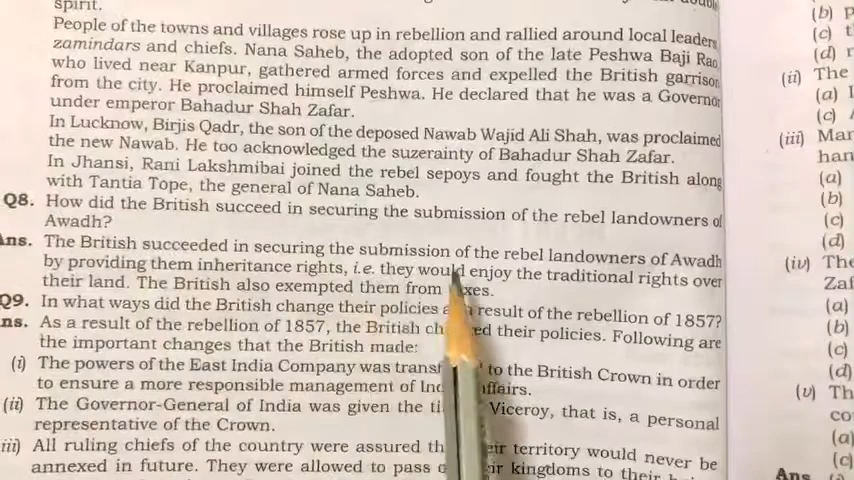 spirit.
People of the towns and villages rose up in rebellion and rallied around local leaders
zamindars and chiefs. Nana Saheb, the adopted son of the late Peshwa Baji Rao
who lived near Kanpur, gathered armed forces and expelled the British garrison
from the city. He proclaimed himself Peshwa. He declared that he was a Governor
under emperor Bahadur Shah Zafar.
In Lucknow, Birjis Qadr, the son of the deposed Nawab Wajid Ali Shah, was proclaimed
the new Nawab. He too acknowledged the suzerainty of Bahadur Shah Zafar.
In Jhansi, Rani Lakshmibai joined the rebel sepoys and fought the British along
with Tantia Tope, the general of Nana Saheb.
Q8. How did the British succeed in securing the submission of the rebel landowners of
Awadh?
Ans. The British succeeded in securing the submission of the rebel landowners of Awadh
by providing them inheritance rights, i.e. they would enjoy the traditional rights over
their land. The British also exempted them from
Q9. In what ways did the British change their policies result of the rebellion of 1857?
ns. As a result of the rebellion of 1857, the British their policies. Following are
the important changes that the British made:
(i) The powers of the East India Company was to the British Crown in order
to ensure a more responsible management of affairs.
(ii) The Governor-General of India was given the Viceroy, that is, a personal
representative of the Crown.
iii) All ruling chiefs of the country were assured territory would never be
annexed in future. They were allowed to pass kingdoms to their
(b)
(c)
(d)
(ii) The
(a)
(c)
(iii) Mar
han
(a)
(b)
(c)
(d)
(iv) The
Zaf
(a)
(b)
(c)
(d)
(v) Th
co
(a)
(c)
Ans